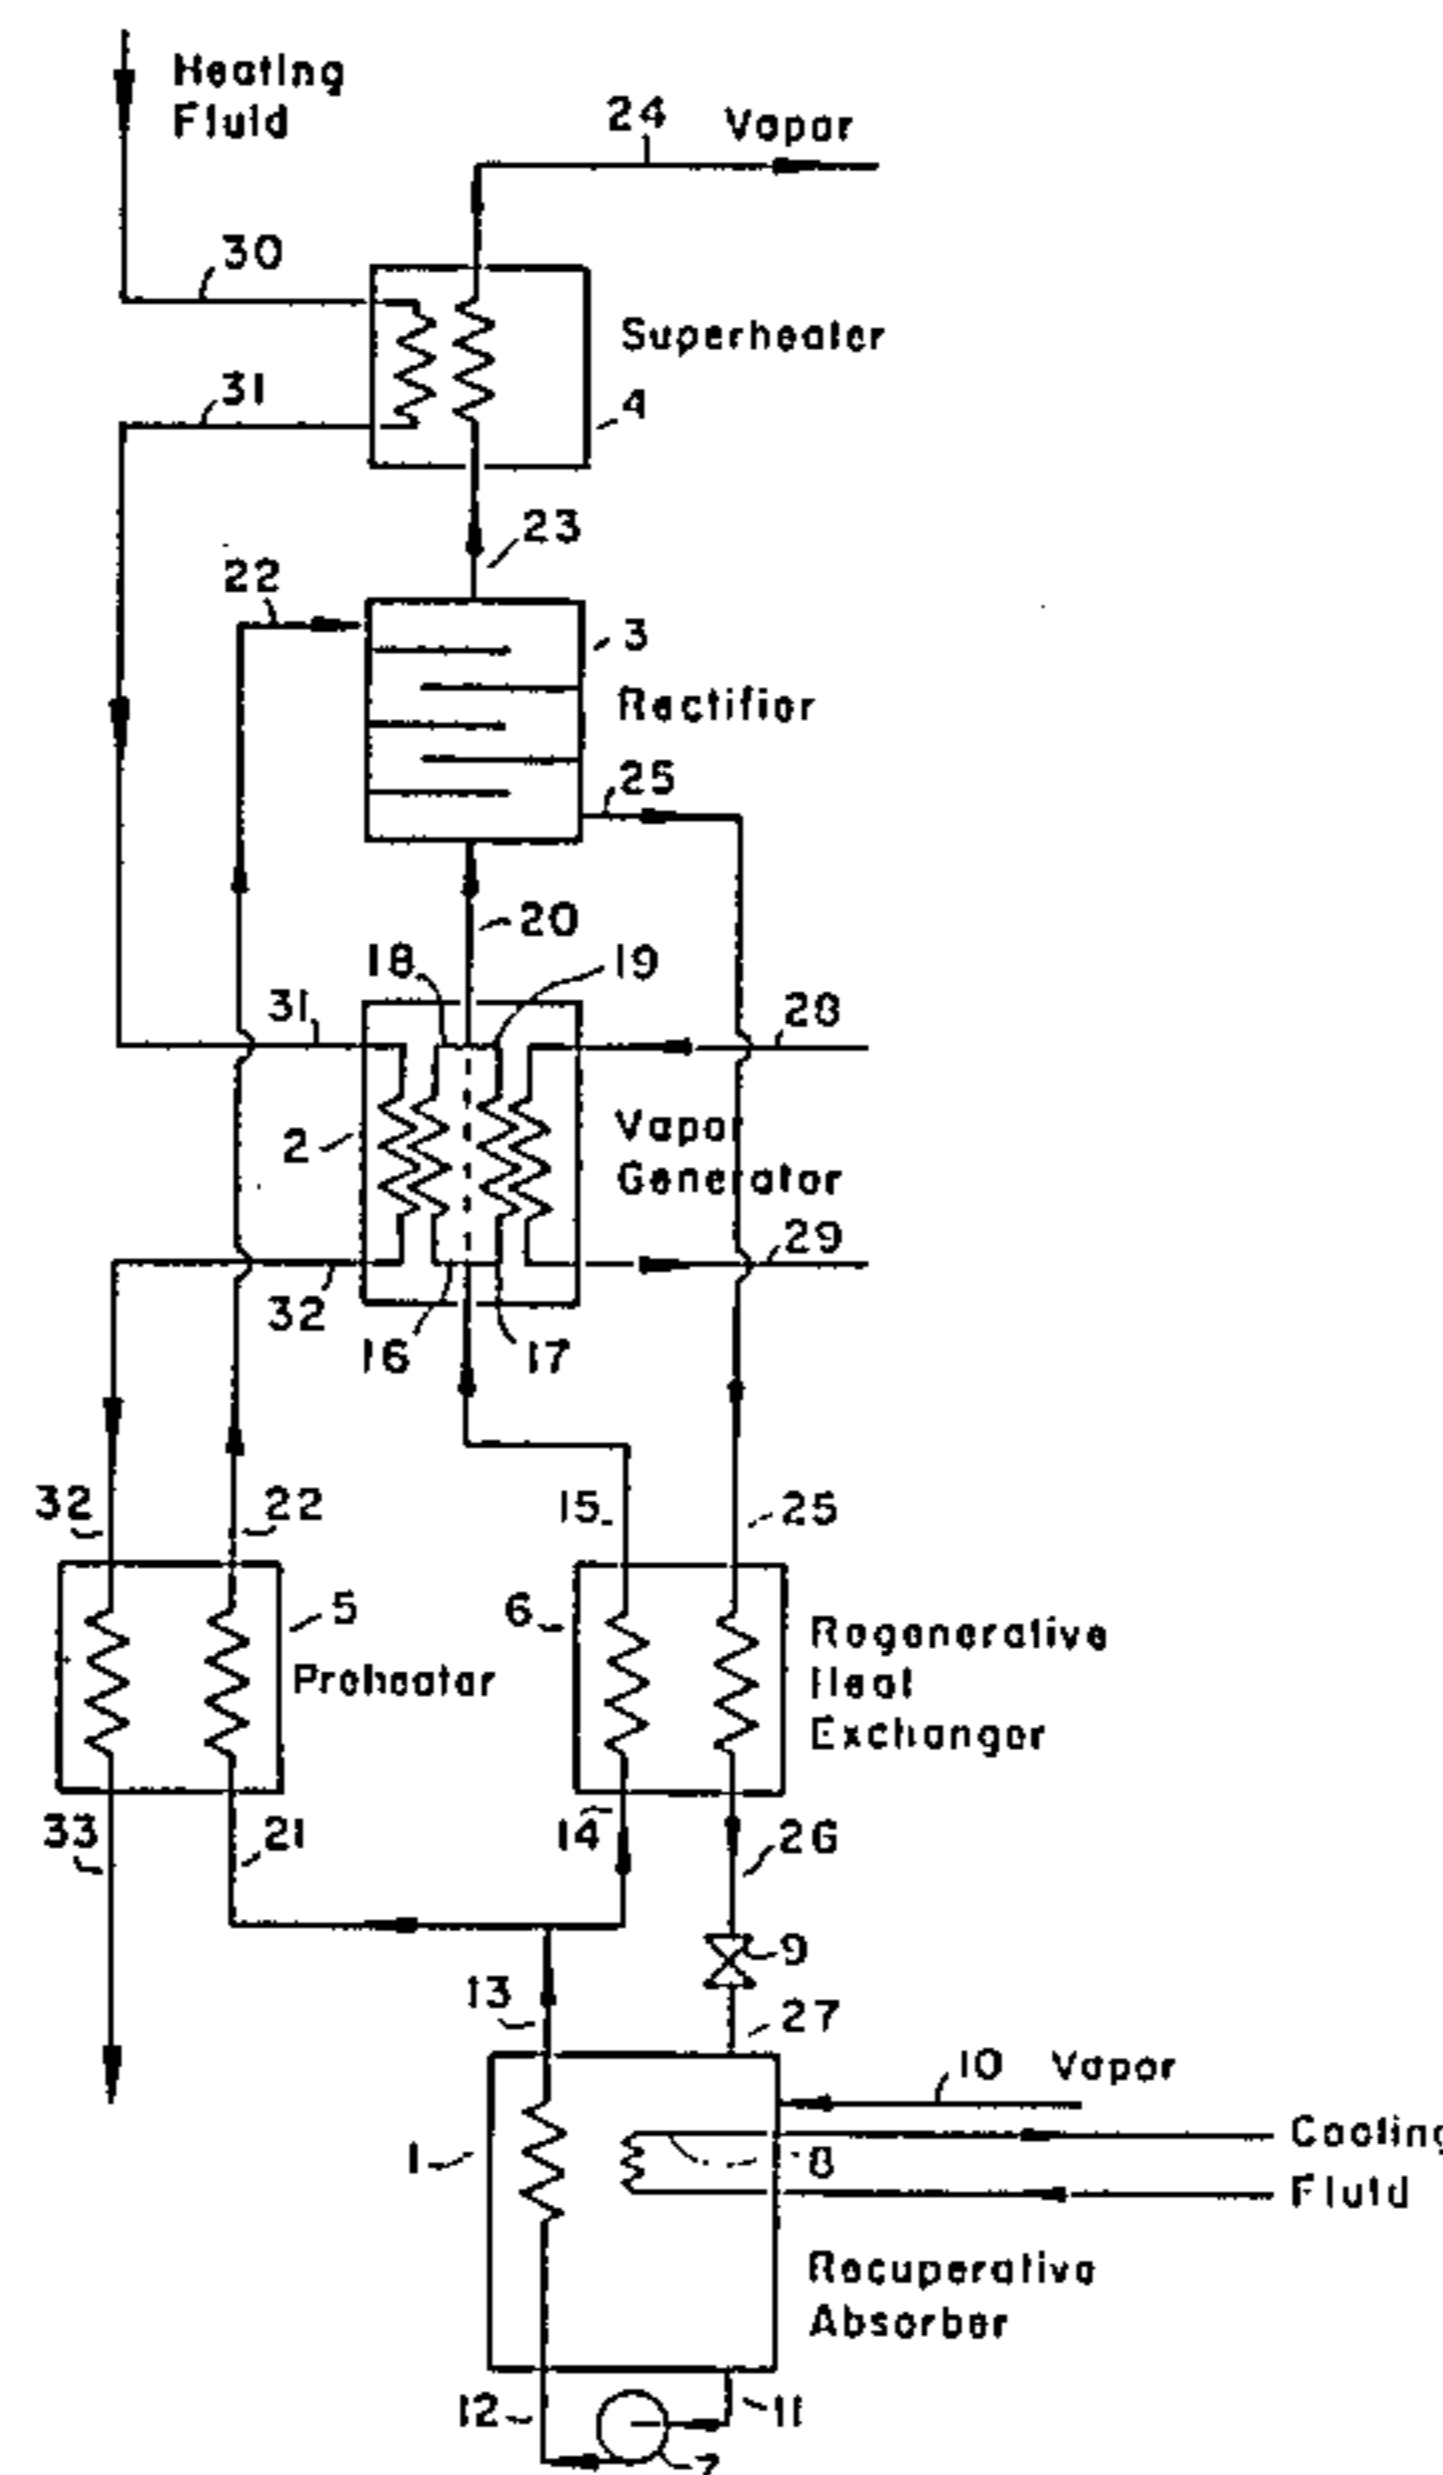 Heating
Fluid
24
Vapor
30
Superheater
31
4
23
22
3
Rectifier
25
20
18
19
31
28
2
Vapor
Generator
29
32
16
17
32
22
15
25
5
6
Preheater
Regenerative
Heat
Exchanger
33
21
14
26
9
13
27
10
Vapor
1
8
Cooling
Fluid
Recuperative
Absorber
12
11
7